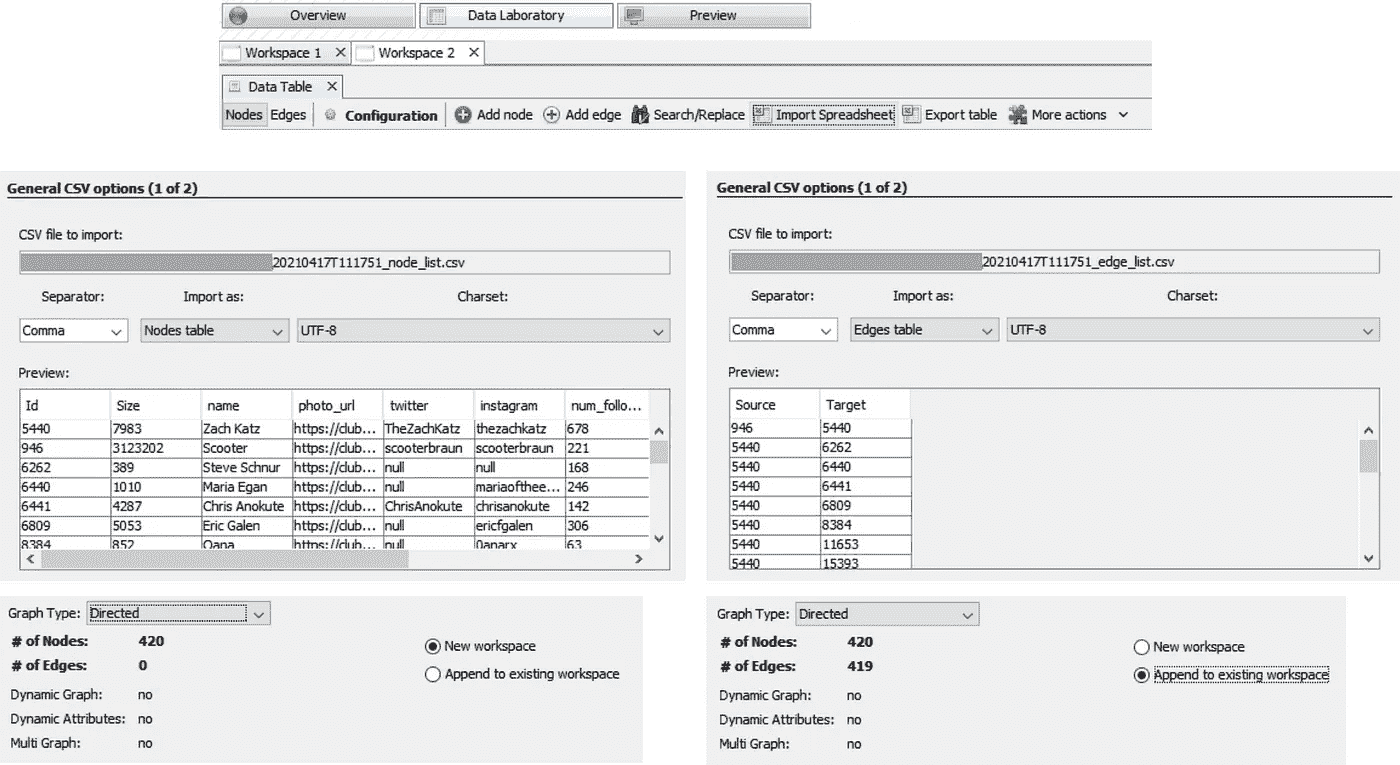 Overview Data Laboratory Preview
Workspace 1 Workspace 2
Data Table
Nodes Edges Configuration Add node Add edge Search/Replace Import Spreadsheet Export table More actions
General CSV options (1 of 2)
CSV file to import:
20210417T111751_node_list.csv
Separator: Import as: Charset:
Comma Nodes table UTF-8
Preview:
Id Size name photo_url twitter instagram num_follo...
5440 7983 Zach Katz https://club... TheZachKatz thezachkatz 678
946 3123202 Scooter https://club... scooterbraun scooterbraun 221
6262 389 Steve Schnur https://club... null null 168
6440 1010 Maria Egan https://club... null mariaofthee... 246
6441 4287 Chris Anokute https://club... ChrisAnokute chrisanokute 142
6809 5053 Eric Galen https://club... null ericfgalen 306
8384 852 Oana https://club... null 0anarx 63
General CSV options (1 of 2)
CSV file to import:
20210417T111751_edge_list.csv
Separator: Import as: Charset:
Comma Edges table UTF-8
Preview:
Source Target
946 5440
5440 6262
5440 6440
5440 6441
5440 6809
5440 8384
5440 11653
5440 15393
Graph Type: Directed
# of Nodes: 420
# of Edges: 0
Dynamic Graph: no
Dynamic Attributes: no
Multi Graph: no
New workspace
Append to existing workspace
Graph Type: Directed
# of Nodes: 420
# of Edges: 419
Dynamic Graph: no
Dynamic Attributes: no
Multi Graph: no
New workspace
Append to existing workspace